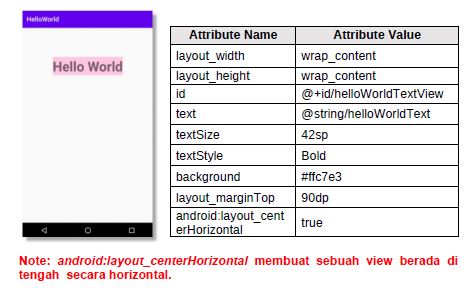 HelloWorld
Hello World
Attribute Name Attribute Value
layout_width wrap_content
layout_height wrap_content
id @+id/helloWorldTextView
text @string/helloWorldText
textSize 42sp
textStyle Bold
background #ffc7e3
layout_marginTop 90dp
android:layout_cent
erHorizontal true
Note: android:layout_centerHorizontal membuat sebuah view berada di
tengah secara horizontal.